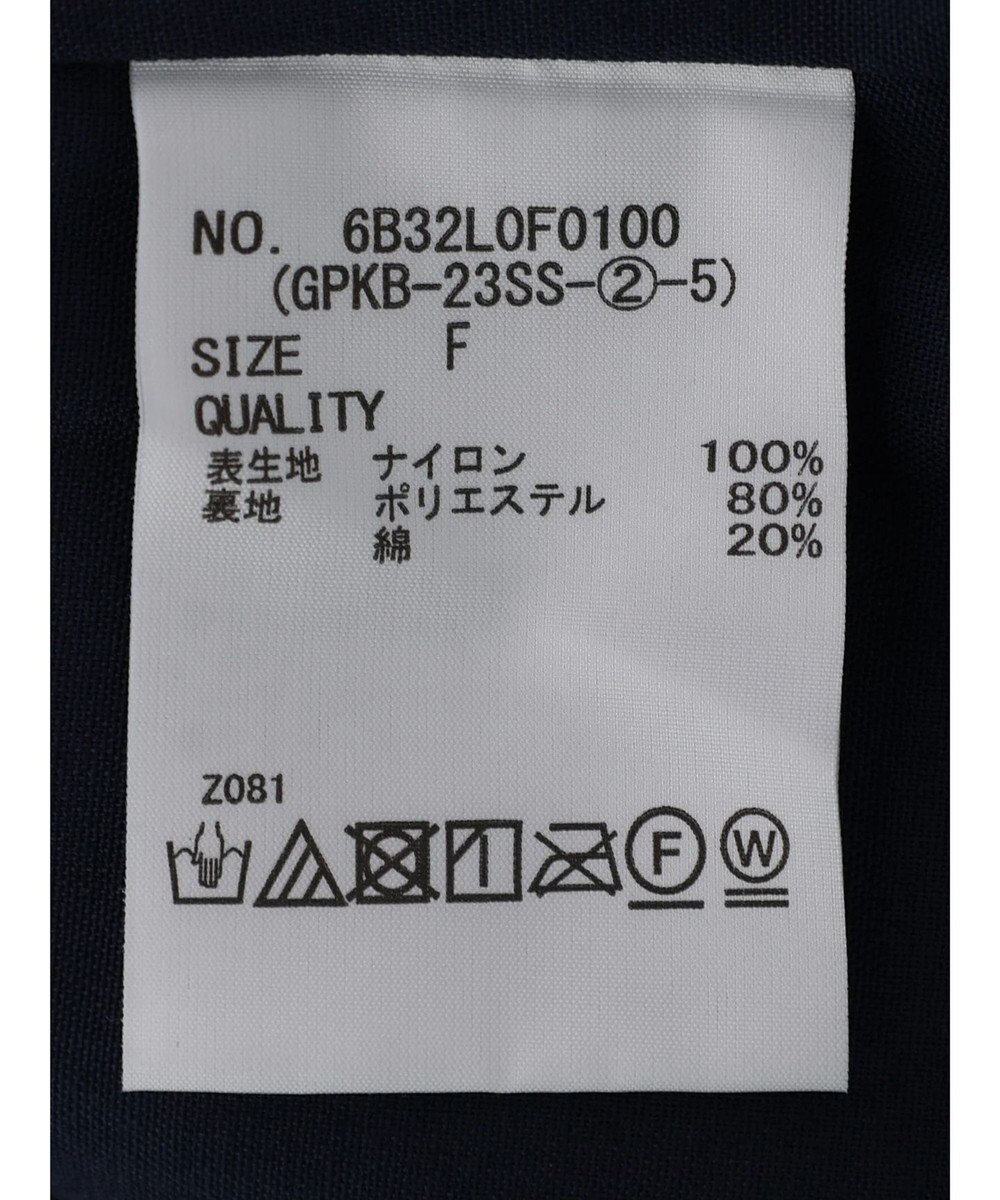 NO. 6B32L0F0100
(GPKB-23SS-②-5)
SIZE F
QUALITY
表生地 ナイロン 100%
裏地 ポリエステル 80%
綿 20%
Z081
F W